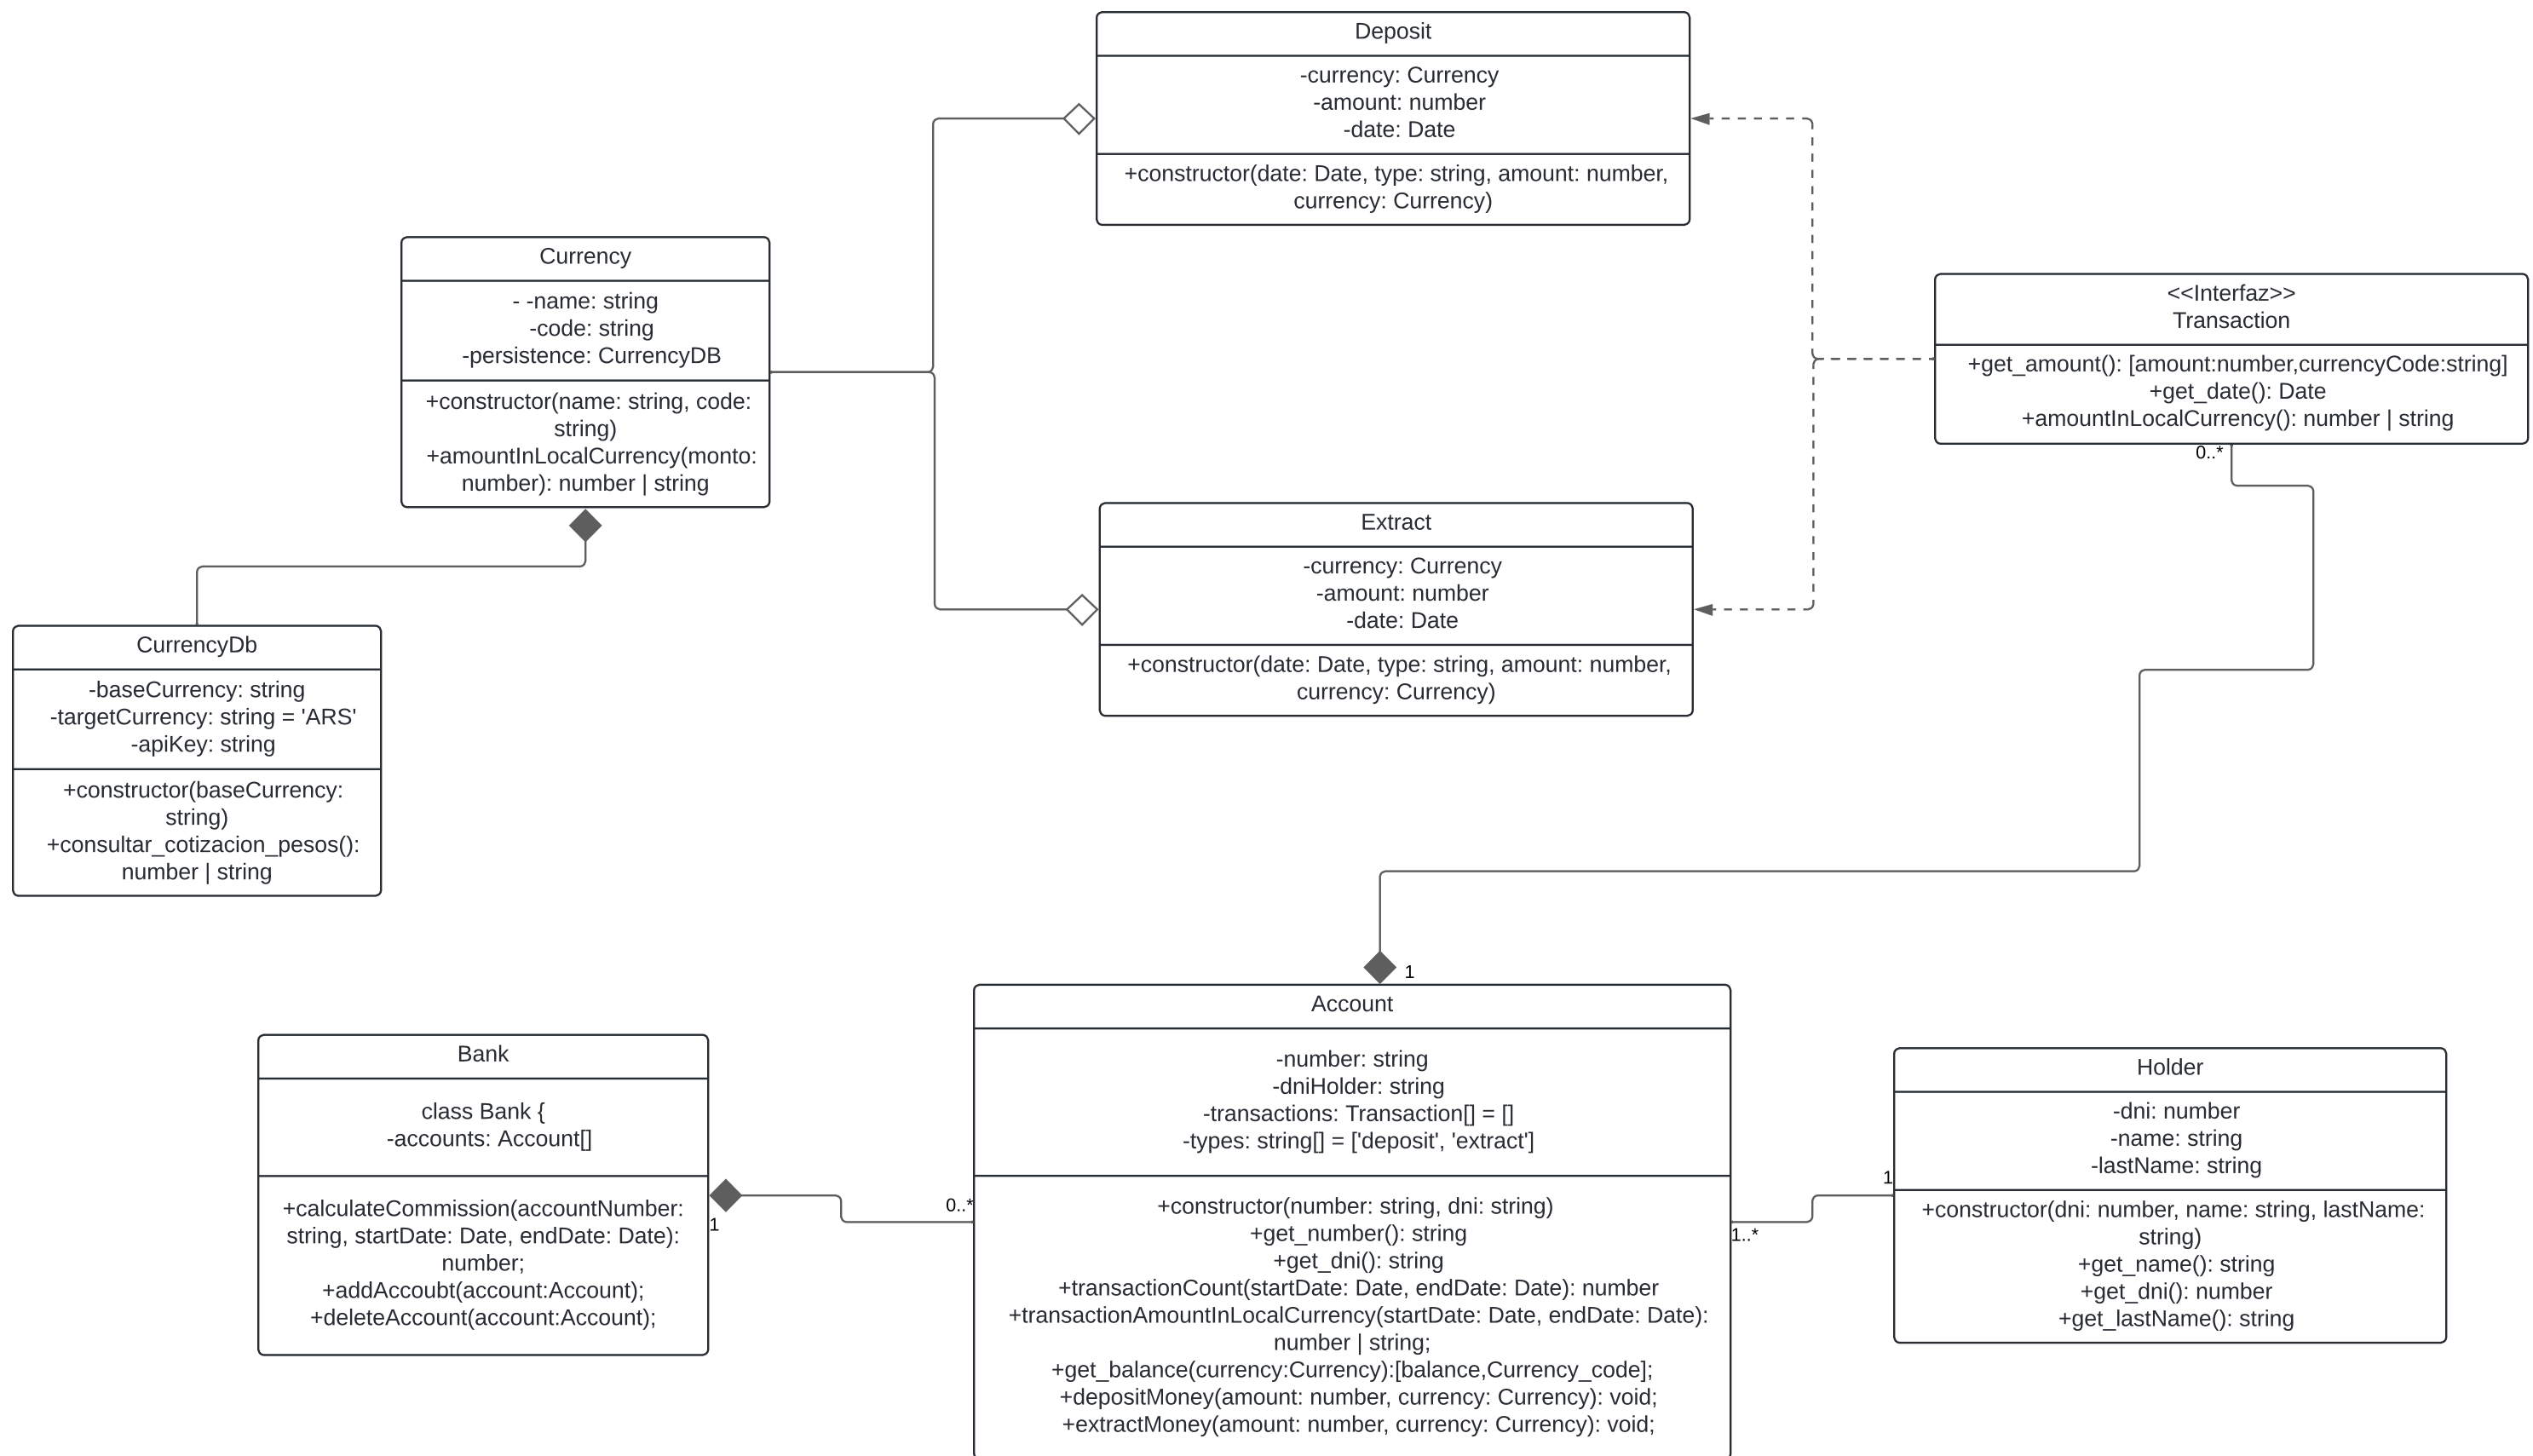 Deposit
-currency: Currency
-amount: number
-date: Date
+constructor(date: Date, type: string, amount: number,
currency: Currency)
Currency
- -name: string
-code: string
-persistence: CurrencyDB
+constructor(name: string, code:
string)
+amountInLocalCurrency(monto:
number): number | string
<<Interfaz>>
Transaction
+get_amount(): [amount:number,currencyCode:string]
+get_date(): Date
+amountInLocalCurrency(): number | string
0..*
Extract
-currency: Currency
-amount: number
-date: Date
+constructor(date: Date, type: string, amount: number,
currency: Currency)
CurrencyDb
-baseCurrency: string
-targetCurrency: string = 'ARS'
-apiKey: string
+constructor(baseCurrency:
string)
+consultar_cotizacion_pesos():
number | string
1
Account
-number: string
-dniHolder: string
-transactions: Transaction[] = []
-types: string[] = ['deposit', 'extract']
+constructor(number: string, dni: string)
+get_number(): string
+get_dni(): string
+transactionCount(startDate: Date, endDate: Date): number
+transactionAmountInLocalCurrency(startDate: Date, endDate: Date):
number | string;
+get_balance(currency:Currency):[balance,Currency_code];
+depositMoney(amount: number, currency: Currency): void;
+extractMoney(amount: number, currency: Currency): void;
Bank
class Bank {
-accounts: Account[]
+calculateCommission(accountNumber:
string, startDate: Date, endDate: Date):
number;
+addAccoubt(account:Account);
+deleteAccount(account:Account);
1
0..*
Holder
-dni: number
-name: string
-lastName: string
+constructor(dni: number, name: string, lastName:
string)
+get_name(): string
+get_dni(): number
+get_lastName(): string
1
1..*